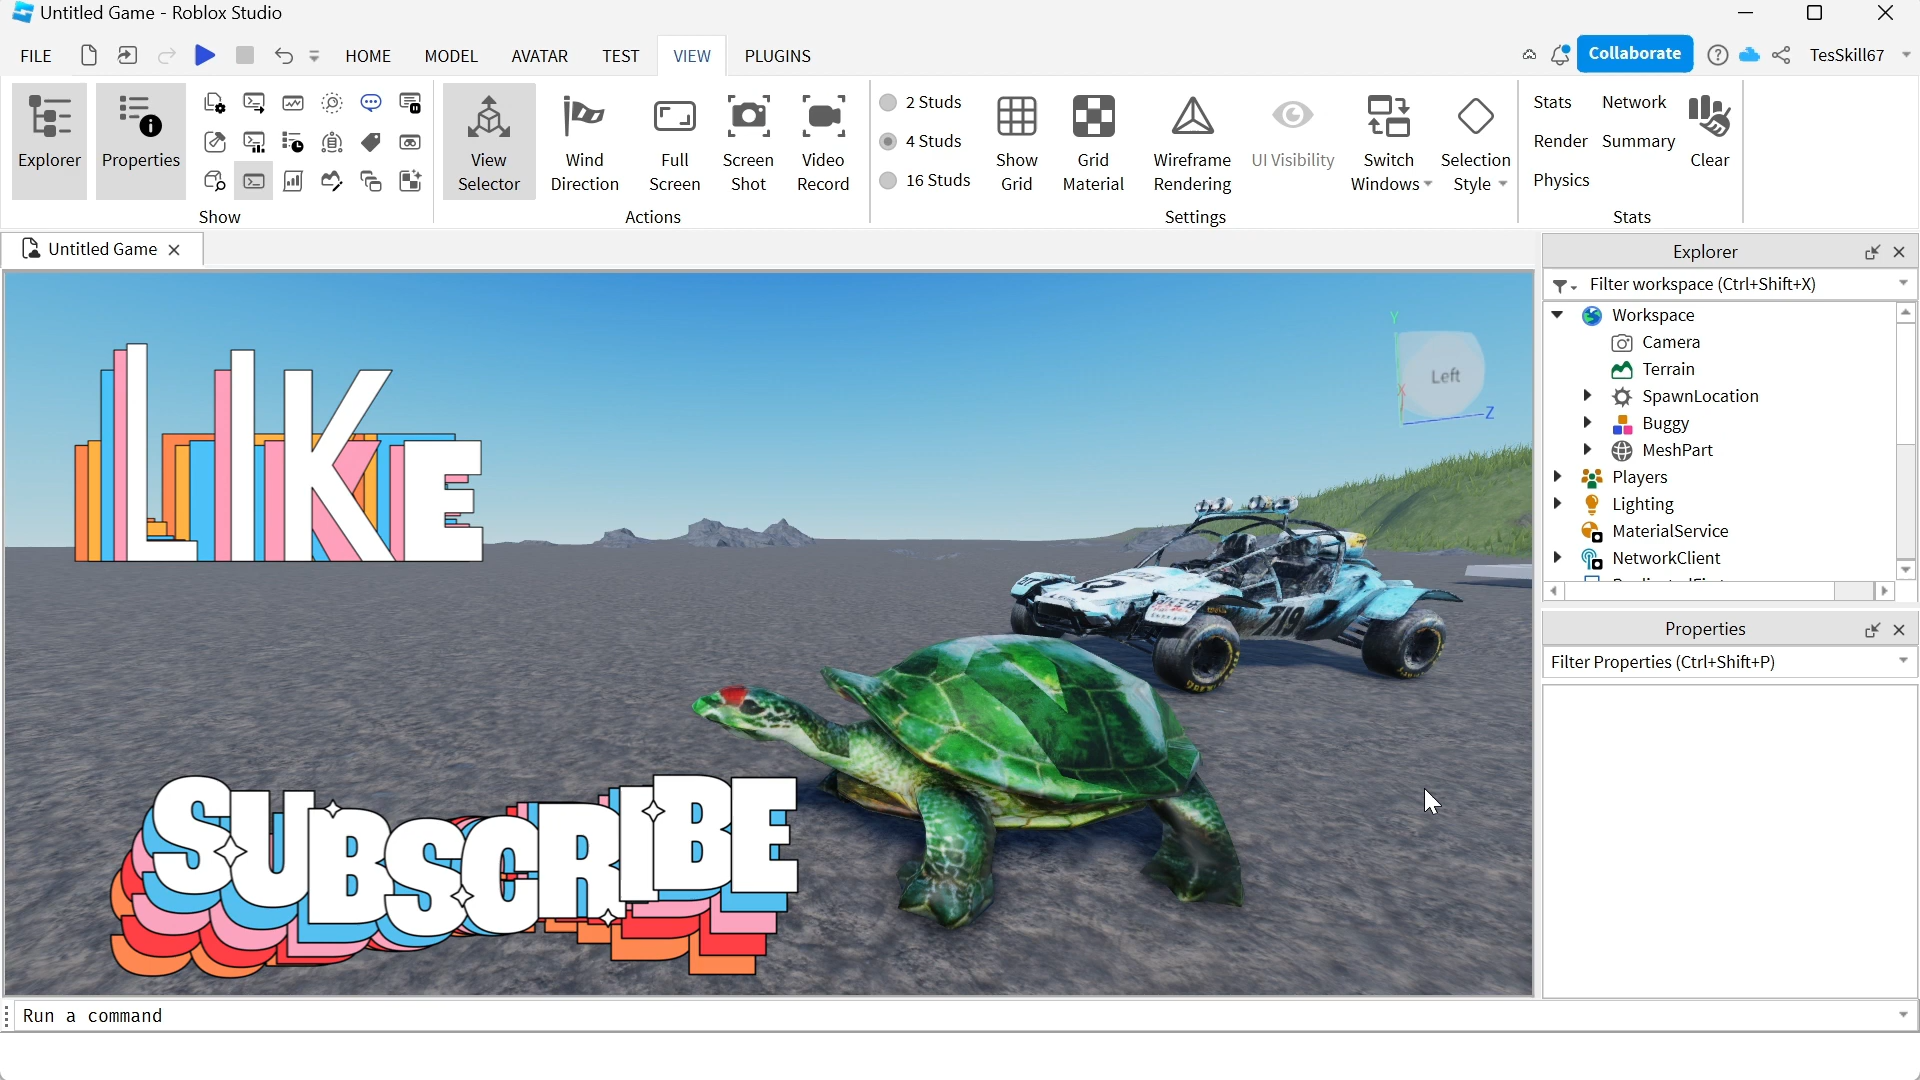 Untitled Game - Roblox Studio
FILE HOME MODEL AVATAR TEST VIEW PLUGINS Collaborate TesSkill67
Explorer
Properties
Show
View Selector
Wind Direction
Full Screen
Screen Shot
Video Record
Actions
2 Studs
4 Studs
16 Studs
Show Grid
Grid Material
Wireframe Rendering
UI Visibility
Switch Windows
Selection Style
Settings
Stats Network
Render Summary
Physics
Clear
Stats
Untitled Game
LIKE
Left
Y
X
Z
719
SUBSCRIBE
Explorer
Filter workspace (Ctrl+Shift+X)
Workspace
Camera
Terrain
SpawnLocation
Buggy
MeshPart
Players
Lighting
MaterialService
NetworkClient
Properties
Filter Properties (Ctrl+Shift+P)
Run a command